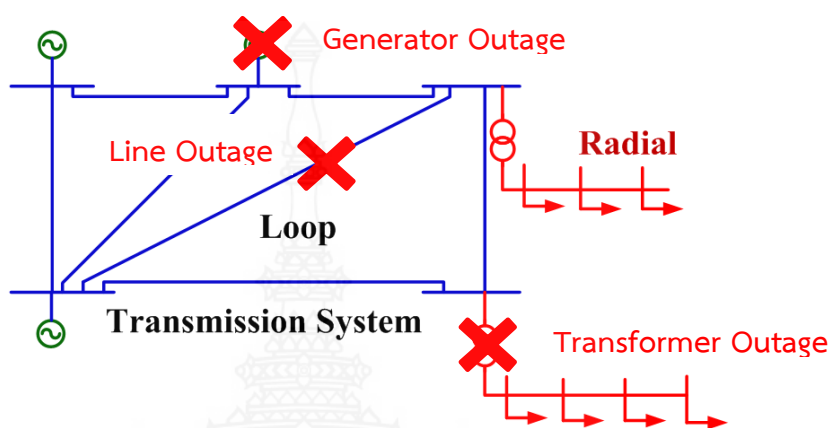 Generator Outage
Line Outage
Radial
Loop
Transmission System
Transformer Outage